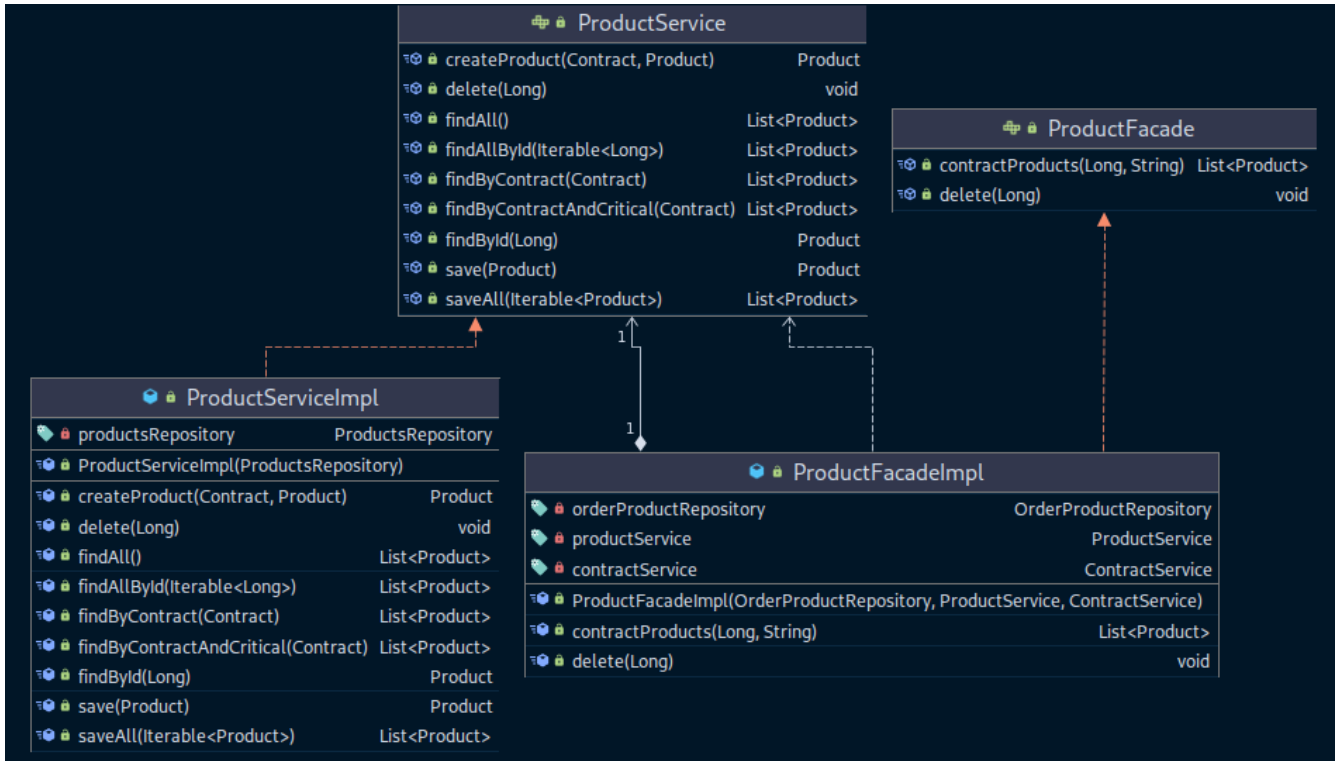 ProductService
createProduct(Contract, Product) Product
delete(Long) void
findAll() List<Product>
findAllById(Iterable<Long>) List<Product>
findByContract(Contract) List<Product>
findByContractAndCritical(Contract) List<Product>
findById(Long) Product
save(Product) Product
saveAll(Iterable<Product>) List<Product>
ProductFacade
contractProducts(Long, String) List<Product>
delete(Long) void
1
1
ProductServiceImpl
productsRepository ProductsRepository
ProductServiceImpl(ProductsRepository)
createProduct(Contract, Product) Product
delete(Long) void
findAll() List<Product>
findAllById(Iterable<Long>) List<Product>
findByContract(Contract) List<Product>
findByContractAndCritical(Contract) List<Product>
findById(Long) Product
save(Product) Product
saveAll(Iterable<Product>) List<Product>
ProductFacadeImpl
orderProductRepository OrderProductRepository
productService ProductService
contractService ContractService
ProductFacadeImpl(OrderProductRepository, ProductService, ContractService)
contractProducts(Long, String) List<Product>
delete(Long) void